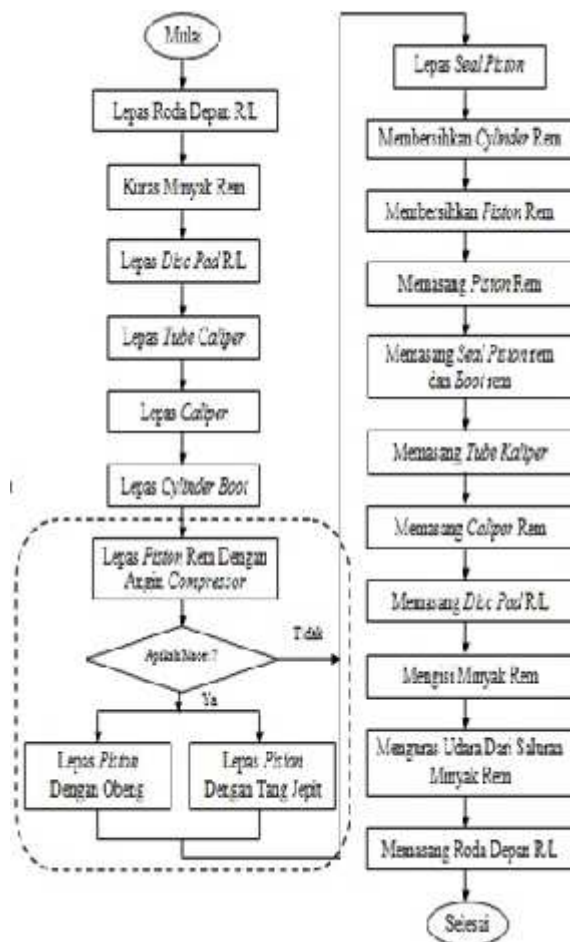 Mulai
Lepas Roda Depan R/L
Kuras Minyak Rem
Lepas Disc Pad R/L
Lepas Tube Caliper
Lepas Caliper
Lepas Cylinder Boot
Lepas Piston Rem Dengan
Angin Compressor
Apakah Macet ?
Tidak
Ya
Lepas Piston
Dengan Obeng
Lepas Piston
Dengan Tang Jepit
Lepas Seal Piston
Membersihkan Cylinder Rem
Membersihkan Piston Rem
Memasang Piston Rem
Memasang Seal Piston rem
dan Boot rem
Memasang Tube Kaliper
Memasang Caliper Rem
Memasang Disc Pad R/L
Mengisi Minyak Rem
Menguras Udara Dari Saluran
Minyak Rem
Memasang Roda Depan R/L
Selesai